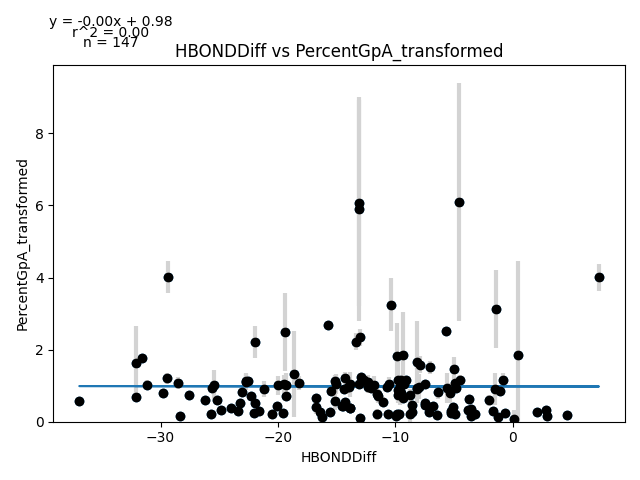 y = -0.00x + 0.98
r^2 = 0.00
n = 147
HBONDDiff vs PercentGpA_transformed
PercentGpA_transformed
8
6
4
2
0
−30
−20
−10
0
HBONDDiff